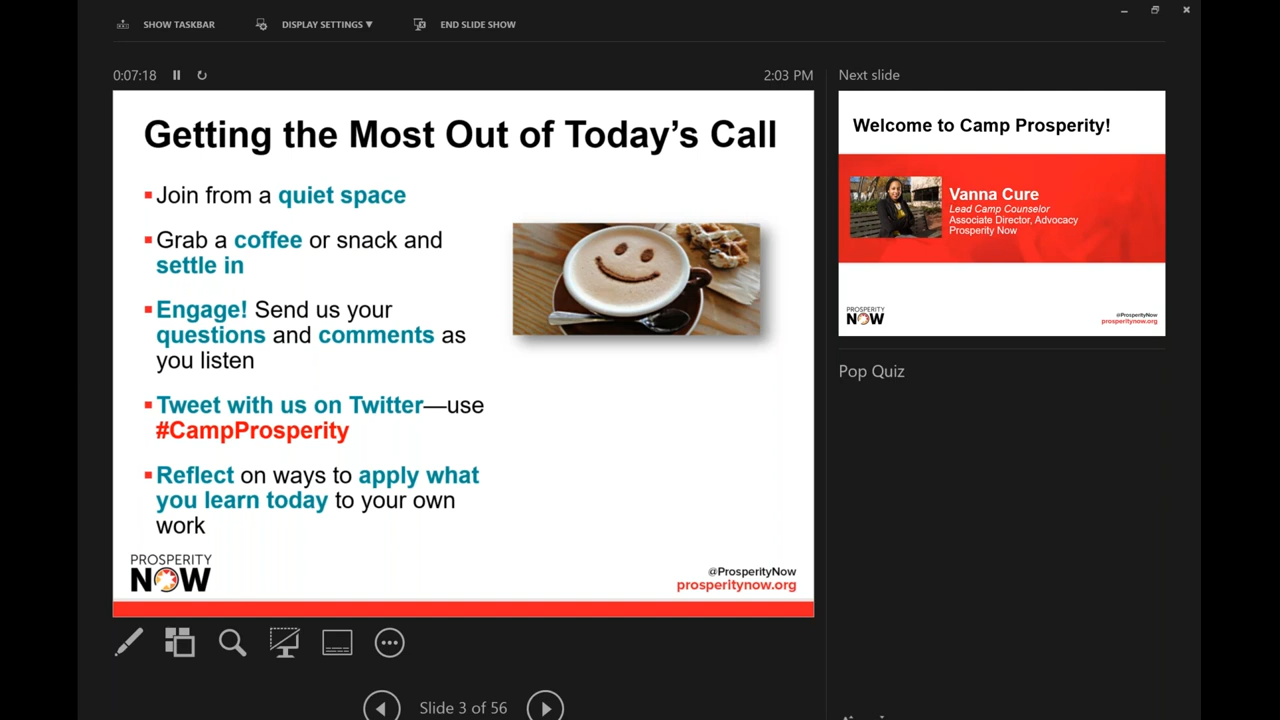 SHOW TASKBAR
DISPLAY SETTINGS ▼
END SLIDE SHOW
0:07:18
2:03 PM
Getting the Most Out of Today’s Call
Join from a quiet space
Grab a coffee or snack and
settle in
Engage! Send us your
questions and comments as
you listen
Tweet with us on Twitter—use
#CampProsperity
Reflect on ways to apply what
you learn today to your own
work
PROSPERITY
NOW
@ProsperityNow
prosperitynow.org
Slide 3 of 56
Next slide
Welcome to Camp Prosperity!
Vanna Cure
Lead Camp Counselor
Associate Director, Advocacy
Prosperity Now
PROSPERITY
NOW
@ProsperityNow
prosperitynow.org
Pop Quiz